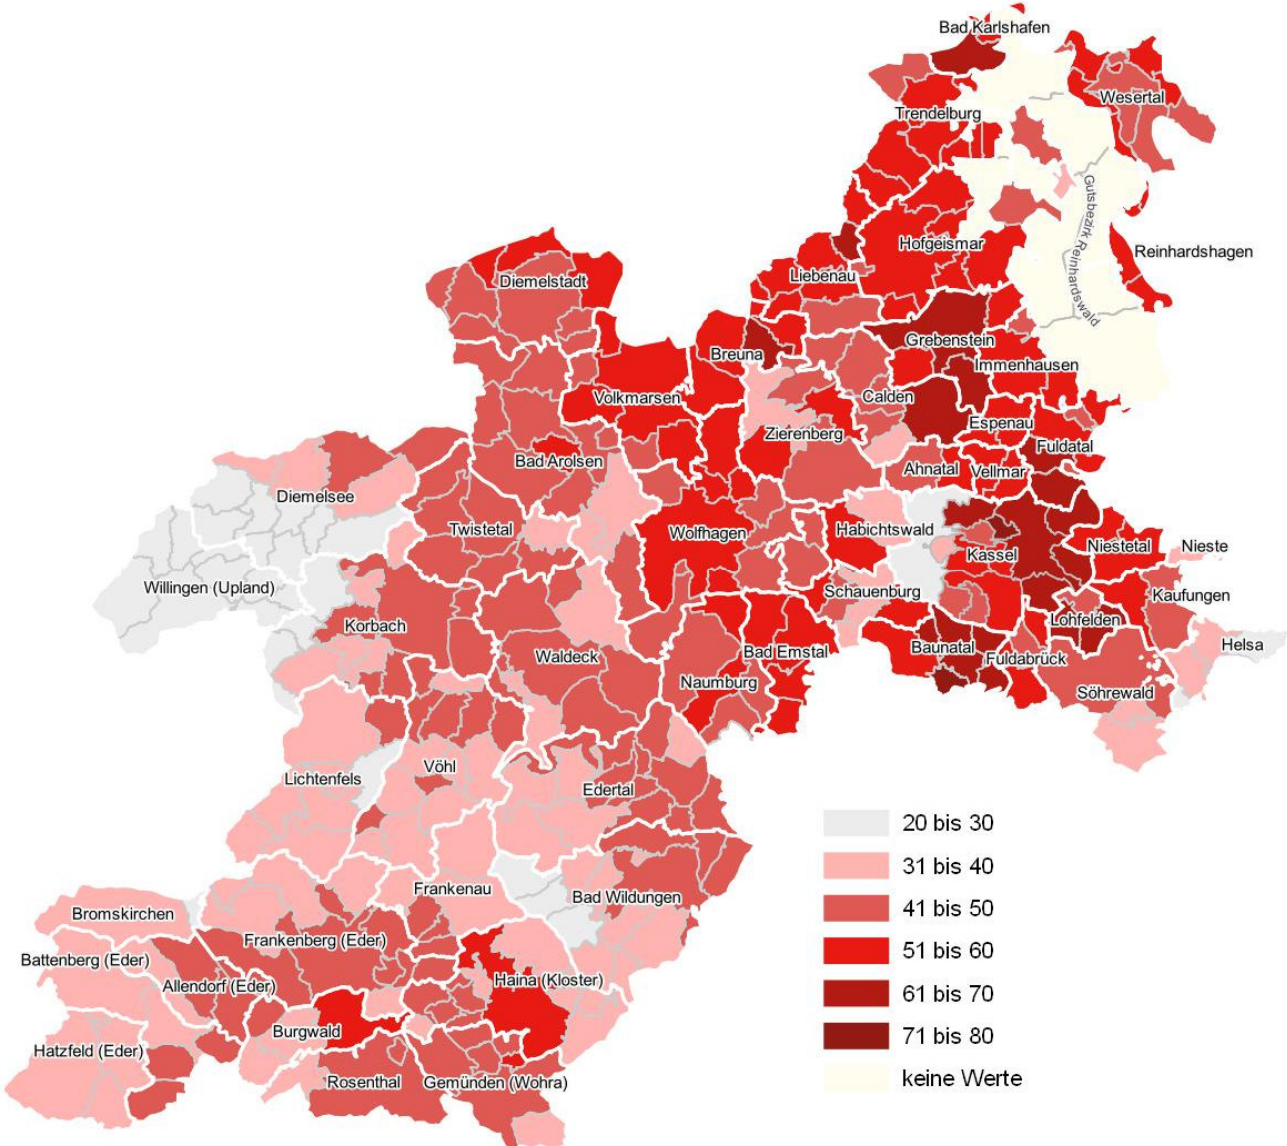 Bad Karlshafen
Wesertal
Trendelburg
Gutsbezirk Reinhardswald
Hofgeismar
Reinhardshagen
Liebenau
Diemelstadt
Grebenstein
Breuna
Immenhausen
Volkmarsen
Calden
Espenau
Zierenberg
Fuldatal
Bad Arolsen
Ahnatal
Vellmar
Diemelsee
Twistetal
Wolfhagen
Habichtswald
Kassel
Niestetal
Nieste
Willingen (Upland)
Schauenburg
Kaufungen
Korbach
Lohfelden
Helsa
Waldeck
Bad Emstal
Baunatal
Fuldabrück
Naumburg
Söhrewald
Lichtenfels
Vöhl
Edertal
Frankenau
Bad Wildungen
Bromskirchen
Frankenberg (Eder)
Battenberg (Eder)
Allendorf (Eder)
Haina (Kloster)
Burgwald
Hatzfeld (Eder)
Rosenthal
Gemünden (Wohra)
20 bis 30
31 bis 40
41 bis 50
51 bis 60
61 bis 70
71 bis 80
keine Werte